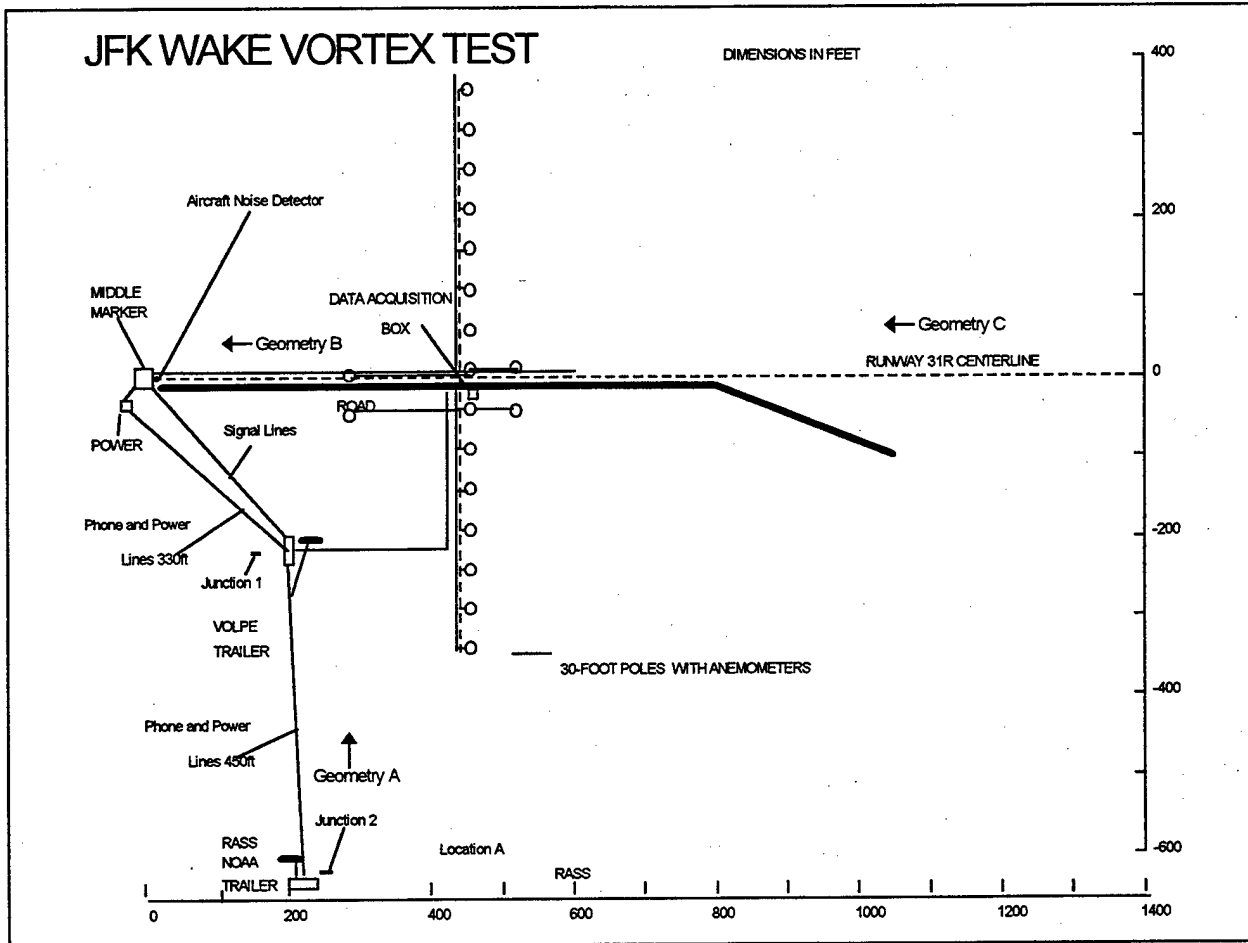 JFK WAKE VORTEX TEST
DIMENSIONS IN FEET
400
Aircraft Noise Detector
200
MIDDLE
MARKER
DATA ACQUISITION
BOX
Geometry B
Geometry C
RUNWAY 31R CENTERLINE
0
ROAD
POWER
Signal Lines
Phone and Power
Lines 330ft
-200
Junction 1
VOLPE
TRAILER
30-FOOT POLES WITH ANEMOMETERS
-400
Phone and Power
Lines 450ft
Geometry A
Junction 2
RASS
NOAA
TRAILER
Location A
RASS
-600
0 200 400 600 800 1000 1200 1400